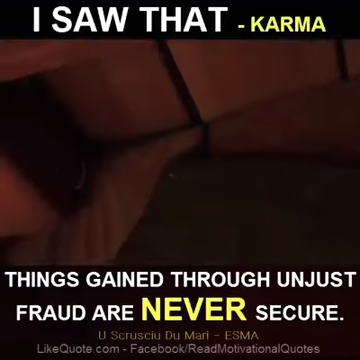 I SAW THAT - KARMA
THINGS GAINED THROUGH UNJUST
FRAUD ARE NEVER SECURE.
U Scrusciu Du Mari - ESMA
LikeQuote.com - Facebook/ReadMotivationalQuotes